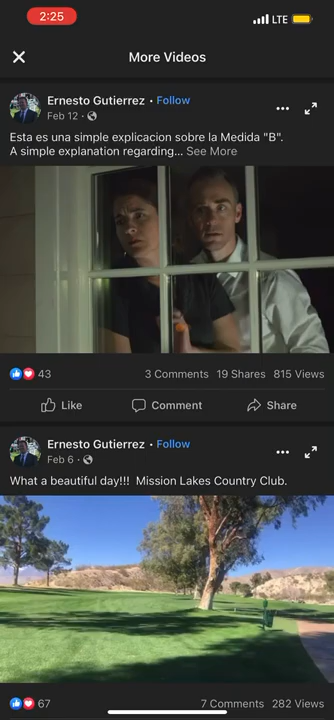 2:25
LTE
More Videos
Ernesto Gutierrez • Follow
Feb 12 •
Esta es una simple explicacion sobre la Medida "B".
A simple explanation regarding... See More
43
3 Comments 19 Shares 815 Views
Like Comment Share
Ernesto Gutierrez • Follow
Feb 6 •
What a beautiful day!!! Mission Lakes Country Club.
67
7 Comments 282 Views